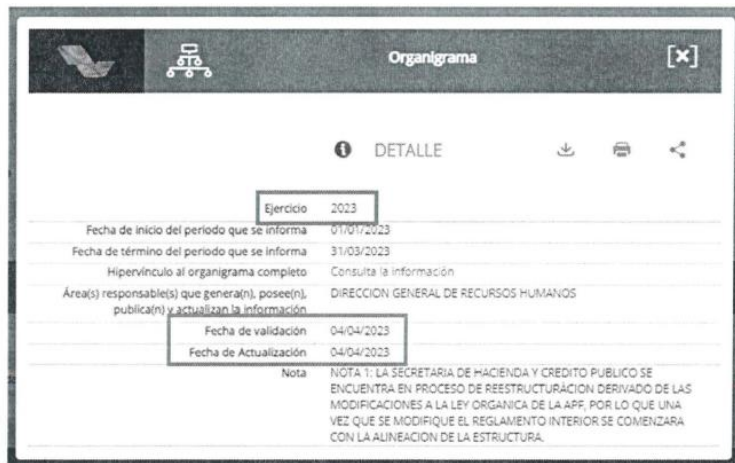 Organigrama
[×]
DETALLE
Ejercicio 2023
Fecha de inicio del periodo que se informa 01/01/2023
Fecha de término del periodo que se informa 31/03/2023
Hipervínculo al organigrama completo Consulta la información
Área(s) responsable(s) que genera(n), posee(n), DIRECCION GENERAL DE RECURSOS HUMANOS
publica(n) y actualizan la información
Fecha de validación 04/04/2023
Fecha de Actualización 04/04/2023
Nota NOTA 1: LA SECRETARIA DE HACIENDA Y CREDITO PUBLICO SE
ENCUENTRA EN PROCESO DE REESTRUCTURACION DERIVADO DE LAS
MODIFICACIONES A LA LEY ORGANICA DE LA APF, POR LO QUE UNA
VEZ QUE SE MODIFIQUE EL REGLAMENTO INTERIOR SE COMENZARA
CON LA ALINEACION DE LA ESTRUCTURA.